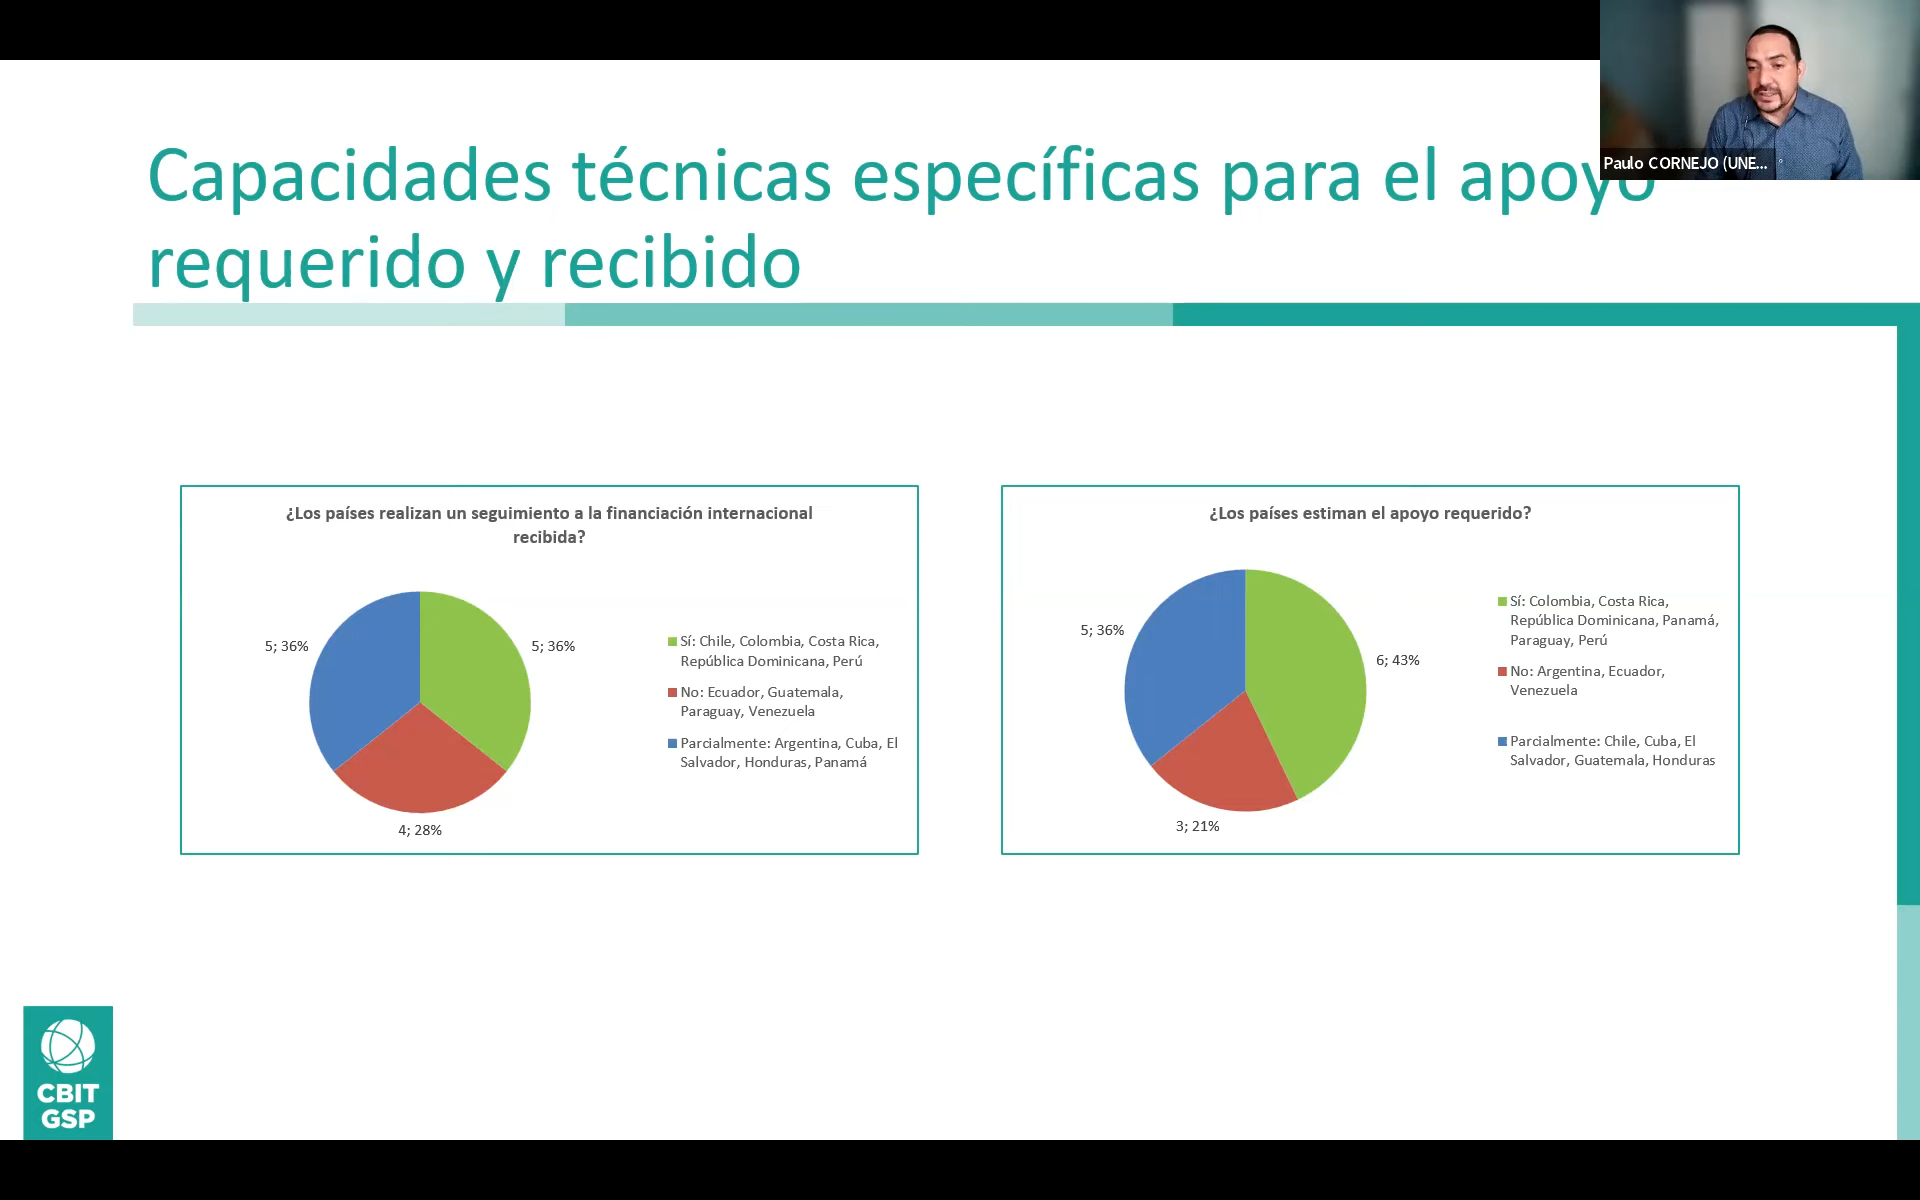 Paulo CORNEJO (UNE...
Capacidades técnicas específicas para el apoyo
requerido y recibido
¿Los países realizan un seguimiento a la financiación internacional
recibida?
5; 36%
5; 36%
4; 28%
Sí: Chile, Colombia, Costa Rica,
República Dominicana, Perú
No: Ecuador, Guatemala,
Paraguay, Venezuela
Parcialmente: Argentina, Cuba, El
Salvador, Honduras, Panamá
¿Los países estiman el apoyo requerido?
5; 36%
6; 43%
3; 21%
Sí: Colombia, Costa Rica,
República Dominicana, Panamá,
Paraguay, Perú
No: Argentina, Ecuador,
Venezuela
Parcialmente: Chile, Cuba, El
Salvador, Guatemala, Honduras
CBIT
GSP